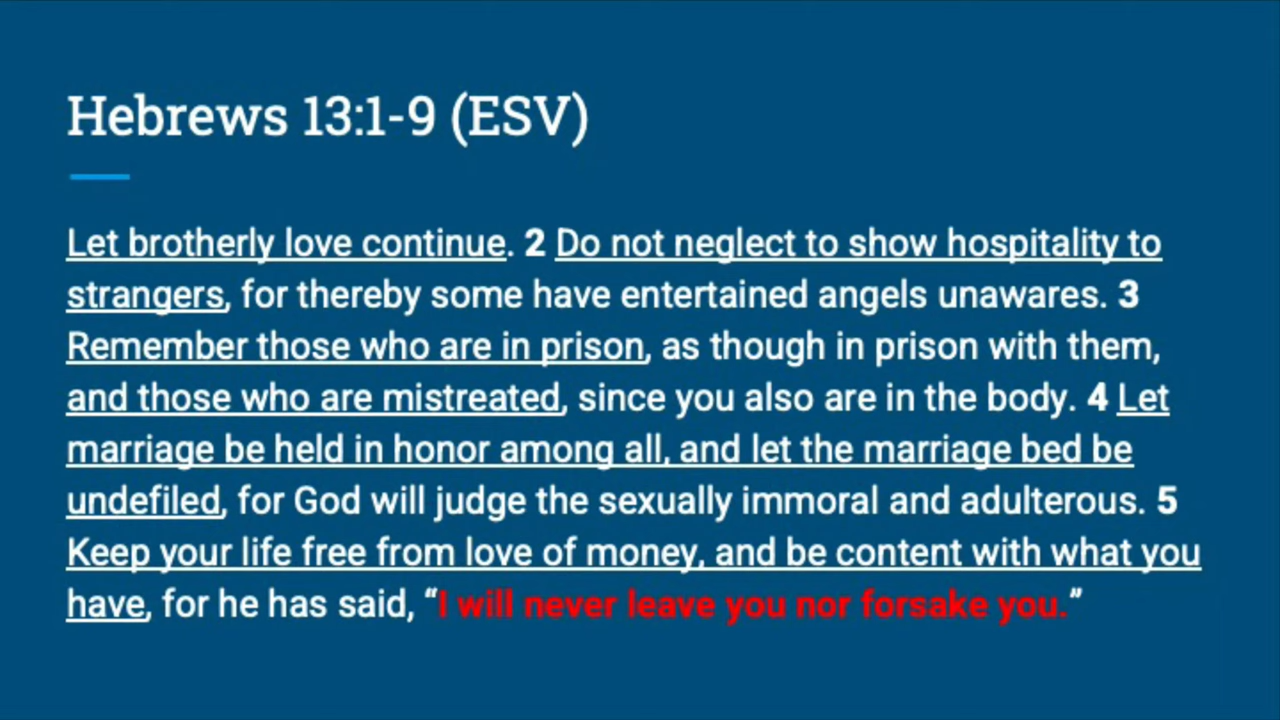 Hebrews 13:1-9 (ESV)
Let brotherly love continue. 2 Do not neglect to show hospitality to
strangers, for thereby some have entertained angels unawares. 3
Remember those who are in prison, as though in prison with them,
and those who are mistreated, since you also are in the body. 4 Let
marriage be held in honor among all, and let the marriage bed be
undefiled, for God will judge the sexually immoral and adulterous. 5
Keep your life free from love of money, and be content with what you
have, for he has said, “I will never leave you nor forsake you.”